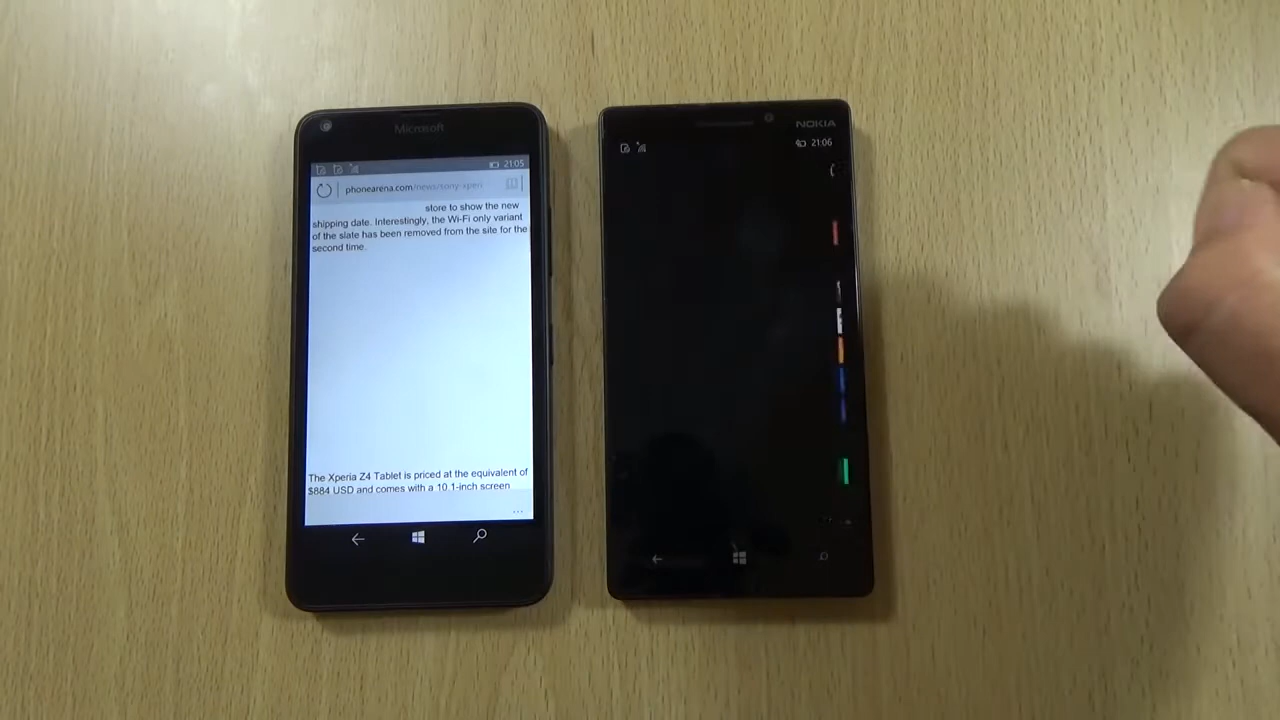 Microsoft
21:05
phonearena.com/news/sony-xperi
store to show the new
shipping date. Interestingly, the Wi-Fi only variant
of the slate has been removed from the site for the
second time.
The Xperia Z4 Tablet is priced at the equivalent of
$884 USD and comes with a 10.1-inch screen
...
NOKIA
21:06